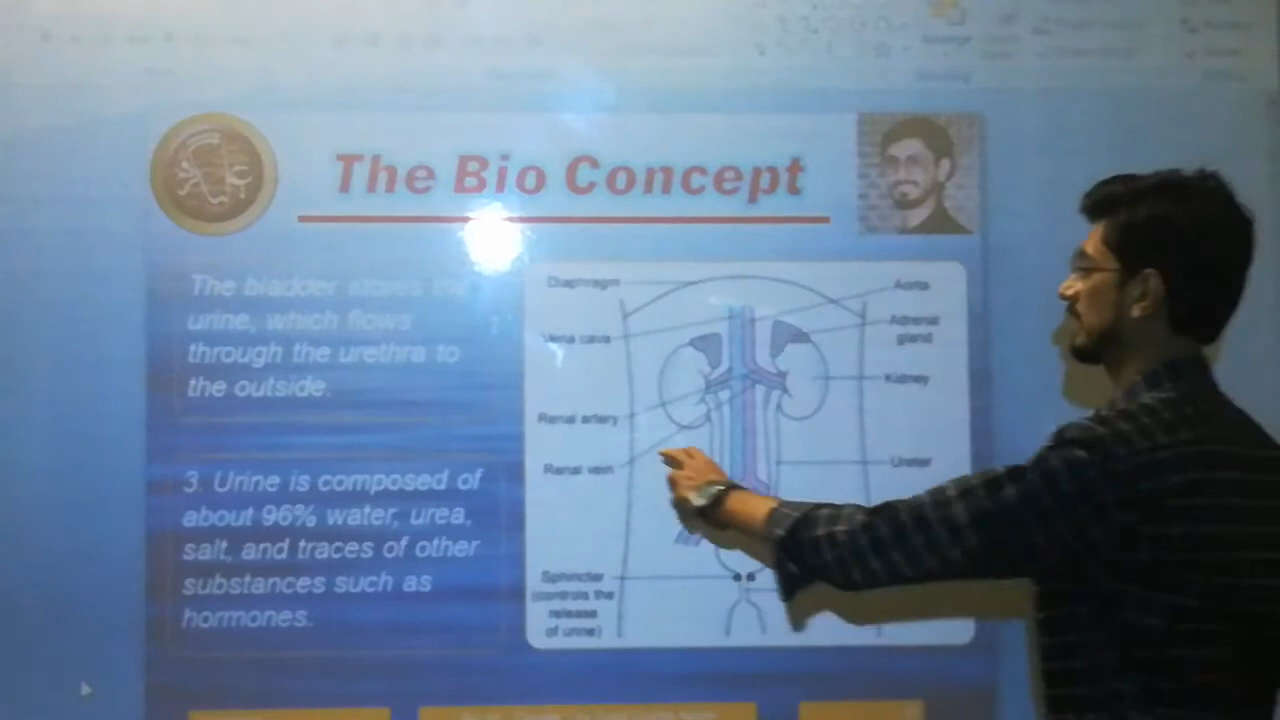 The Bio Concept
The bladder stores the
urine, which flows
through the urethra to
the outside.
3. Urine is composed of
about 96% water, urea,
salt, and traces of other
substances such as
hormones.
Diaphragm
Vena cava
Renal artery
Renal vein
Sphincter
(controls the
release
of urine)
Aorta
Adrenal
gland
Kidney
Ureter